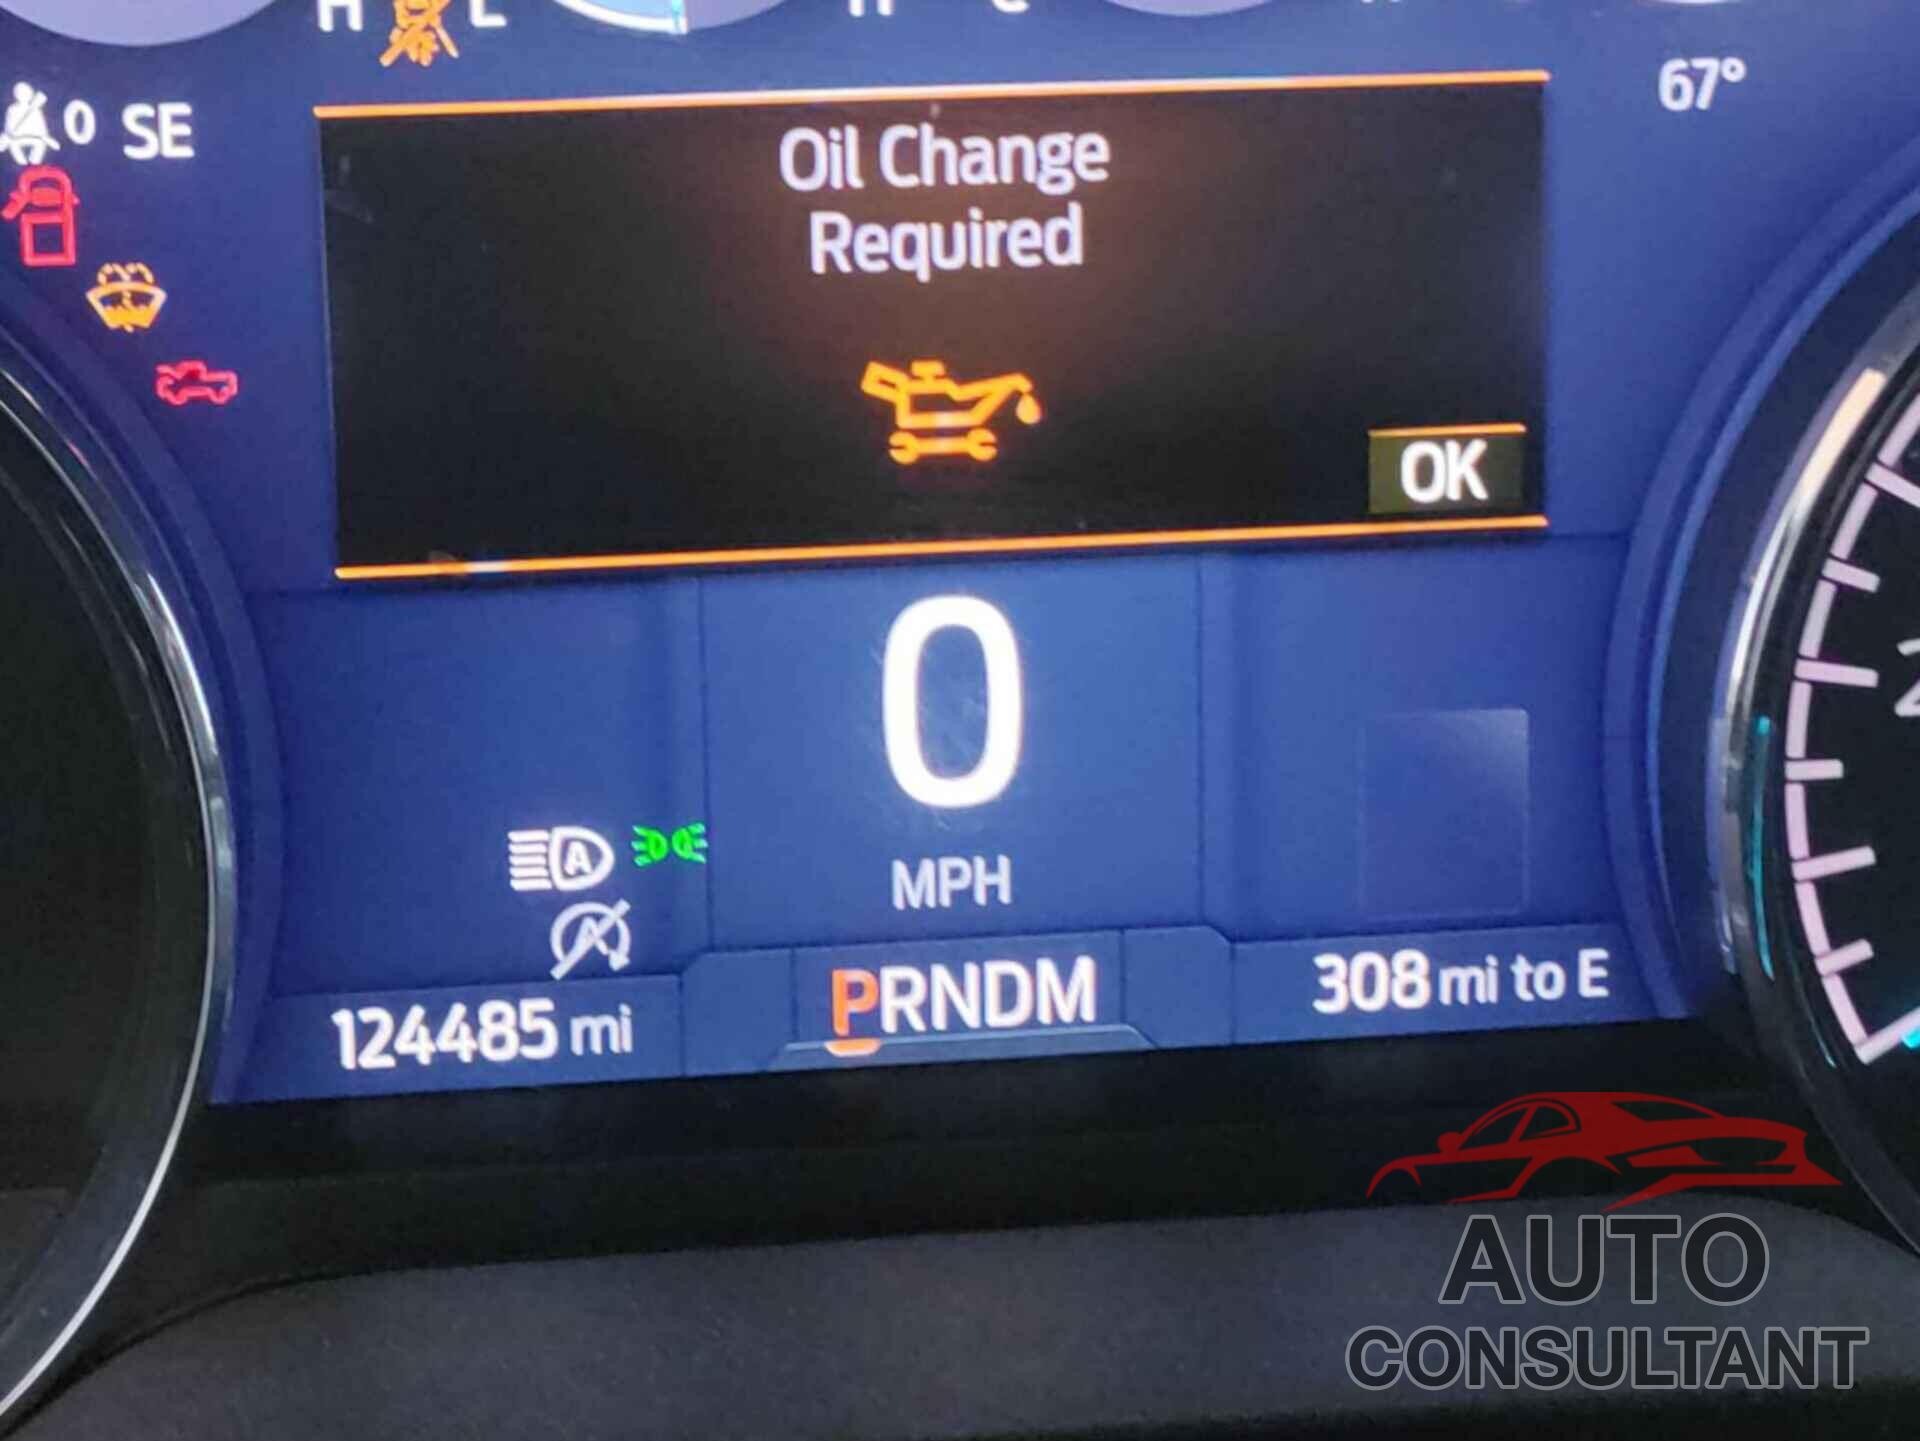 H L H C
0 SE 67°
Oil Change
Required
OK
0
A
MPH
A
124485 mi PRNDM 308 mi to E
AUTO
CONSULTANT